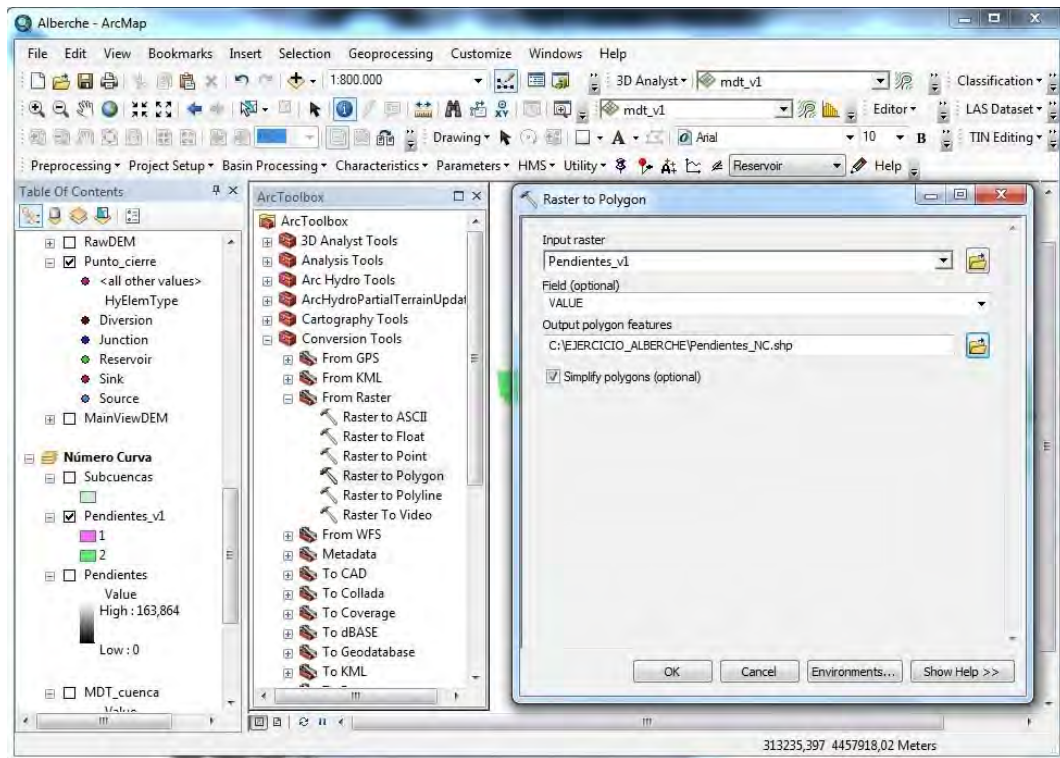 Alberche - ArcMap
File Edit View Bookmarks Insert Selection Geoprocessing Customize Windows Help
1:800.000 3D Analyst mdt_v1 Classification
mdt_v1 Editor LAS Dataset
Drawing A Arial 10 B TIN Editing
Preprocessing Project Setup Basin Processing Characteristics Parameters HMS Utility Reservoir Help
Table Of Contents
RawDEM
Punto_cierre
<all other values>
HyElemType
Diversion
Junction
Reservoir
Sink
Source
MainViewDEM
Número Curva
Subcuencas
Pendientes_v1
1
2
Pendientes
Value
High : 163,864
Low : 0
MDT_cuenca
ArcToolbox
ArcToolbox
3D Analyst Tools
Analysis Tools
Arc Hydro Tools
ArcHydroPartialTerrainUpdat
Cartography Tools
Conversion Tools
From GPS
From KML
From Raster
Raster to ASCII
Raster to Float
Raster to Point
Raster to Polygon
Raster to Polyline
Raster To Video
From WFS
Metadata
To CAD
To Collada
To Coverage
To dBASE
To Geodatabase
To KML
Raster to Polygon
Input raster
Pendientes_v1
Field (optional)
VALUE
Output polygon features
C:\EJERCICIO_ALBERCHE\Pendientes_NC.shp
Simplify polygons (optional)
OK Cancel Environments... Show Help >>
313235,397 4457918,02 Meters